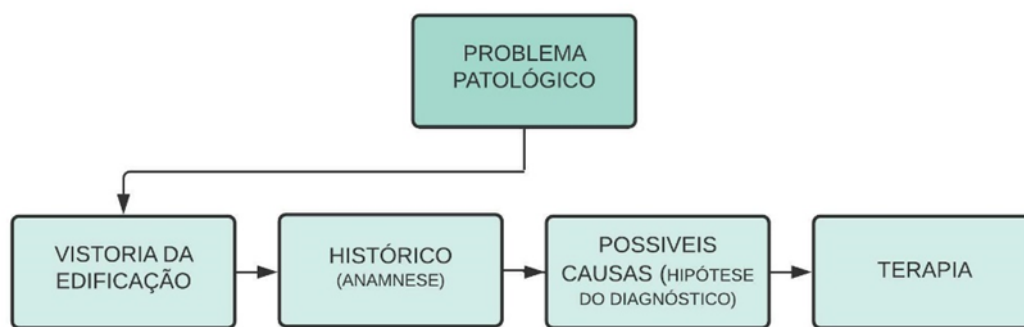 PROBLEMA
PATOLÓGICO
VISTORIA DA
EDIFICAÇÃO
HISTÓRICO
(ANAMNESE)
POSSIVEIS
CAUSAS (HIPÓTESE
DO DIAGNÓSTICO)
TERAPIA